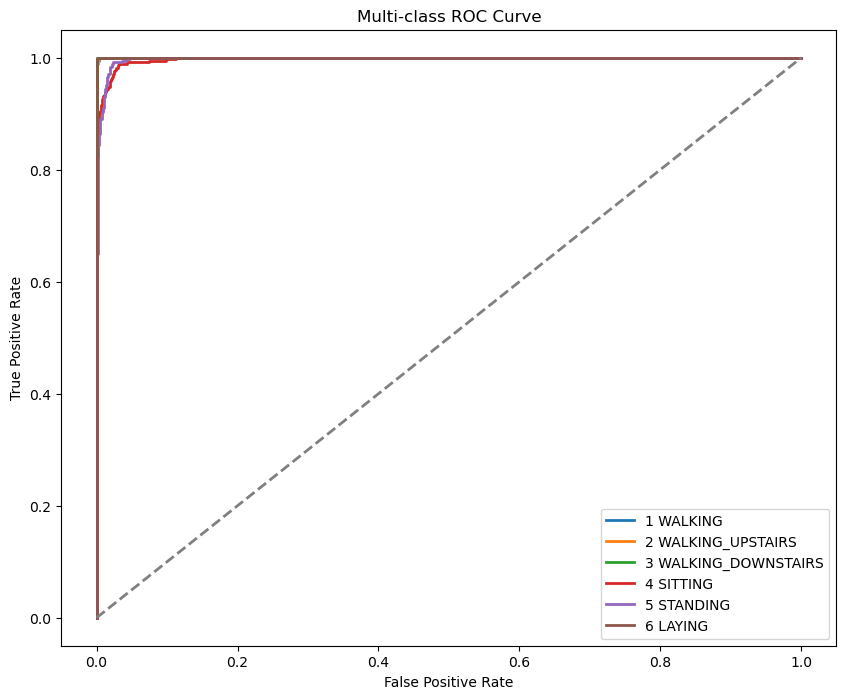 Multi-class ROC Curve
True Positive Rate
1.0
0.8
0.6
0.4
0.2
0.0
0.0 0.2 0.4 0.6 0.8 1.0
False Positive Rate
1 WALKING
2 WALKING_UPSTAIRS
3 WALKING_DOWNSTAIRS
4 SITTING
5 STANDING
6 LAYING